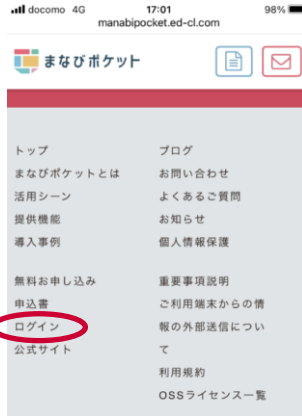 docomo 4G 17:01 98%
manabipocket.ed-cl.com
まなびポケット
トップ
まなびポケットとは
活用シーン
提供機能
導入事例
無料お申し込み
申込書
ログイン
公式サイト
ブログ
お問い合わせ
よくあるご質問
お知らせ
個人情報保護
重要事項説明
ご利用端末からの情
報の外部送信につい
て
利用規約
OSSライセンス一覧